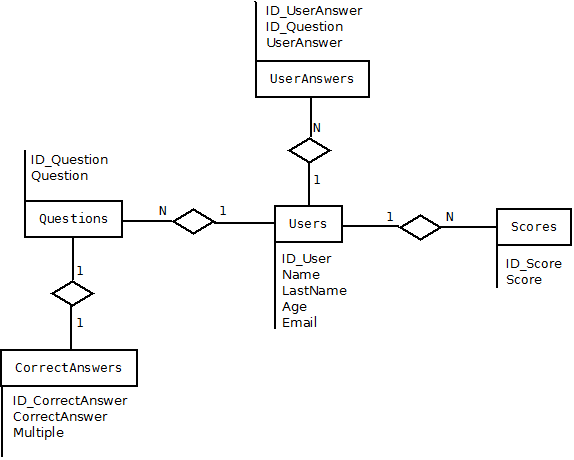 ID_UserAnswer
ID_Question
UserAnswer
UserAnswers
N
1
ID_Question
Question
Questions
N
1
Users
1
N
Scores
ID_User
Name
LastName
Age
Email
ID_Score
Score
1
1
CorrectAnswers
ID_CorrectAnswer
CorrectAnswer
Multiple